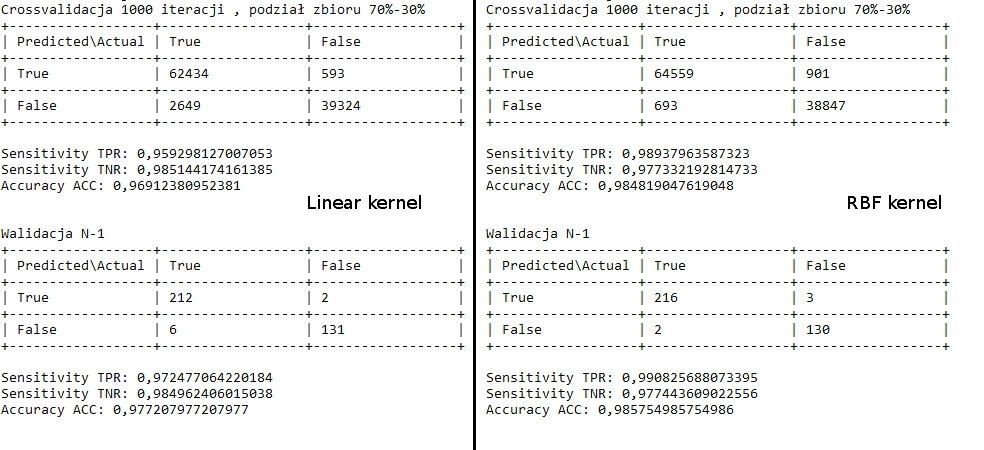 Crossvalidacja 1000 iteracji , podział zbioru 70%-30%
+------------------+------------------+------------------+
| Predicted\Actual | True | False |
+------------------+------------------+------------------+
| True | 62434 | 593 |
+------------------+------------------+------------------+
| False | 2649 | 39324 |
+------------------+------------------+------------------+
Sensitivity TPR: 0,959298127007053
Sensitivity TNR: 0,985144174161385
Accuracy ACC: 0,96912380952381
Linear kernel
Walidacja N-1
+------------------+------------------+------------------+
| Predicted\Actual | True | False |
+------------------+------------------+------------------+
| True | 212 | 2 |
+------------------+------------------+------------------+
| False | 6 | 131 |
+------------------+------------------+------------------+
Sensitivity TPR: 0,972477064220184
Sensitivity TNR: 0,984962406015038
Accuracy ACC: 0,977207977207977
Crossvalidacja 1000 iteracji , podział zbioru 70%-30%
+------------------+------------------+------------------+
| Predicted\Actual | True | False |
+------------------+------------------+------------------+
| True | 64559 | 901 |
+------------------+------------------+------------------+
| False | 693 | 38847 |
+------------------+------------------+------------------+
Sensitivity TPR: 0,98937963587323
Sensitivity TNR: 0,977332192814733
Accuracy ACC: 0,984819047619048
RBF kernel
Walidacja N-1
+------------------+------------------+------------------+
| Predicted\Actual | True | False |
+------------------+------------------+------------------+
| True | 216 | 3 |
+------------------+------------------+------------------+
| False | 2 | 130 |
+------------------+------------------+------------------+
Sensitivity TPR: 0,990825688073395
Sensitivity TNR: 0,977443609022556
Accuracy ACC: 0,985754985754986